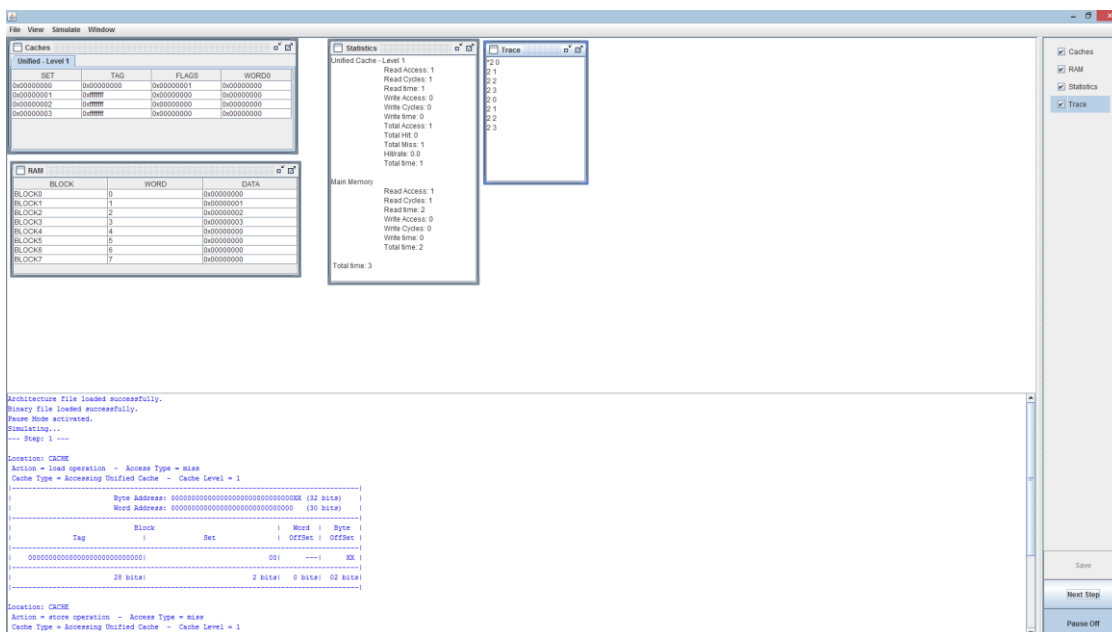 File View Simulate Window
Caches
Unified - Level 1
SET TAG FLAGS WORD0
0x00000000 0x00000000 0x00000001 0x00000000
0x00000001 0xffffffff 0x00000000 0x00000000
0x00000002 0xffffffff 0x00000000 0x00000000
0x00000003 0xffffffff 0x00000000 0x00000000
RAM
BLOCK WORD DATA
BLOCK0 0 0x00000000
BLOCK1 1 0x00000001
BLOCK2 2 0x00000002
BLOCK3 3 0x00000003
BLOCK4 4 0x00000000
BLOCK5 5 0x00000000
BLOCK6 6 0x00000000
BLOCK7 7 0x00000000
Statistics
Unified Cache - Level 1
Read Access: 1
Read Cycles: 1
Read time: 1
Write Access: 0
Write Cycles: 0
Write time: 0
Total Access: 1
Total Hit: 0
Total Miss: 1
Hit/rate: 0.0
Total time: 1
Main Memory
Read Access: 1
Read Cycles: 1
Read time: 2
Write Access: 0
Write Cycles: 0
Write time: 0
Total time: 2
Total time: 3
Trace
*2 0
2 1
2 2
2 3
2 0
2 1
2 2
2 3
Caches
RAM
Statistics
Trace
Architecture file loaded successfully.
Binary file loaded successfully.
Pause Mode activated.
Simulating...
--- Step: 1 ---
Location: CACHE
Action = load operation - Access Type = miss
Cache Type = Accessing Unified Cache - Cache Level = 1
Byte Address: 000000000000000000000000000000XX (32 bits)
Word Address: 000000000000000000000000000000 (30 bits)
Block | Word | Byte |
Tag | Set | OffSet | OffSet |
0000000000000000000000000000| 00| ---| XX |
28 bits| 2 bits| 0 bits| 02 bits|
Location: CACHE
Action = store operation - Access Type = miss
Cache Type = Accessing Unified Cache - Cache Level = 1
Save
Next Step
Pause Off